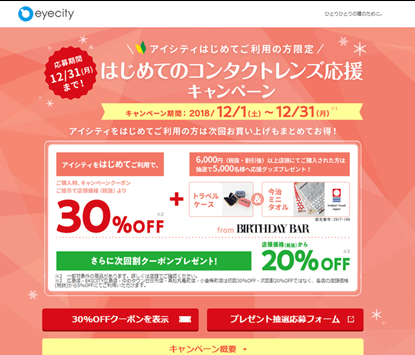 eyecity
ひとりひとりの瞳のために。
アイシティはじめてご利用の方限定
応募期間
12/31(月)
まで！
はじめてのコンタクトレンズ応援
キャンペーン
キャンペーン期間：2018/12/1(土)～12/31(月)※1
アイシティをはじめてご利用の方は次回お買い上げもまとめてお得！
アイシティをはじめてご利用で、
ご購入時、キャンペーンクーポン
ご提示で店頭価格（税抜）より
30%OFF※2
+
6,000円（税抜・割引後）以上店頭にてご購入された方は
抽選で5,000名様へ応援グッズプレゼント！
トラベル
ケース
&
今治
ミニ
タオル
from BIRTHDAY BAR
さらに次回割クーポンプレゼント！
店頭価格（税抜）から
20%OFF※2
30%OFFクーポンを表示
プレゼント抽選応募フォーム
キャンペーン概要